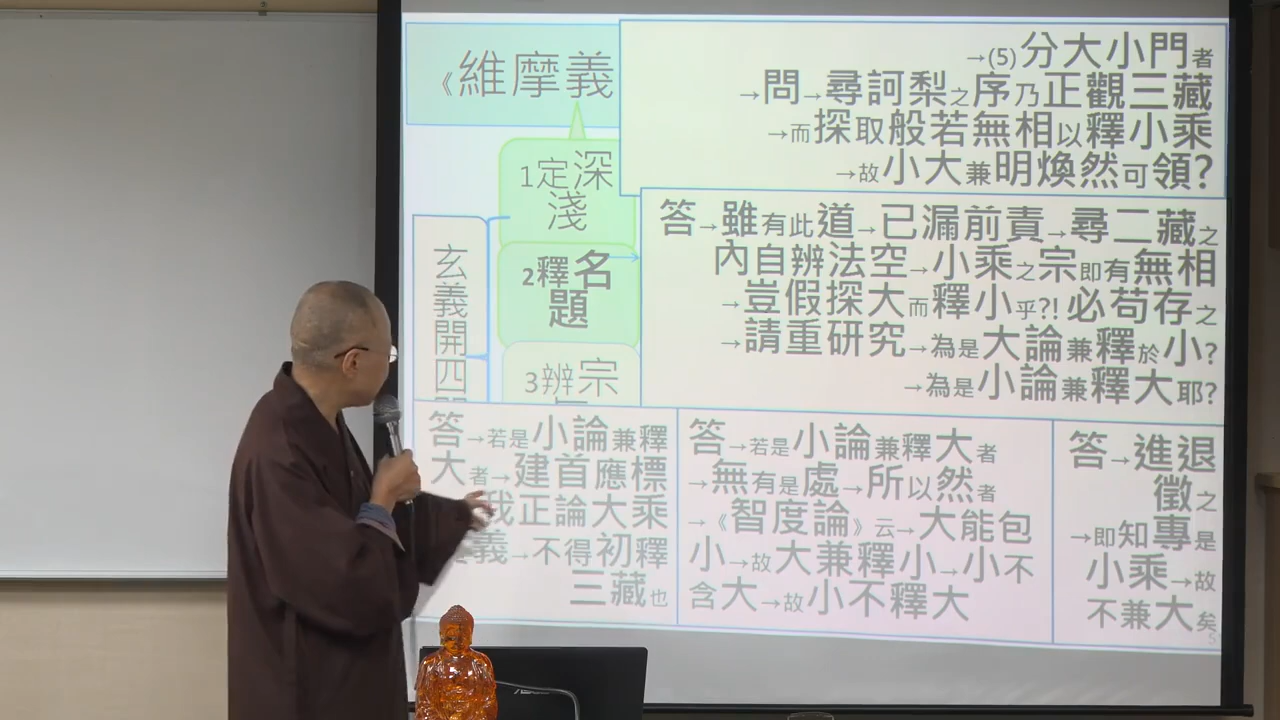 《維摩義
→(5)分大小門者
→問→尋訶梨之序乃正觀三藏
→而探取般若無相以釋小乘
→故小大兼明煥然可領?
1定深
淺
2釋名
題
3辨宗
玄
義
開
四
答→雖有此道→已漏前責→尋二藏之
內自辨法空→小乘之宗即有無相
→豈假探大而釋小乎?!必苟存之
→請重研究→為是大論兼釋於小?
→為是小論兼釋大耶?
答→若是小論兼釋
大者→建首應標
我正論大乘
義→不得初釋
三藏也
答→若是小論兼釋大者
→無有是處→所以然者
→《智度論》云→大能包
小→故大兼釋小→小不
含大→故小不釋大
答→進退
徵之
→即知專是
小乘→故
不兼大矣
5